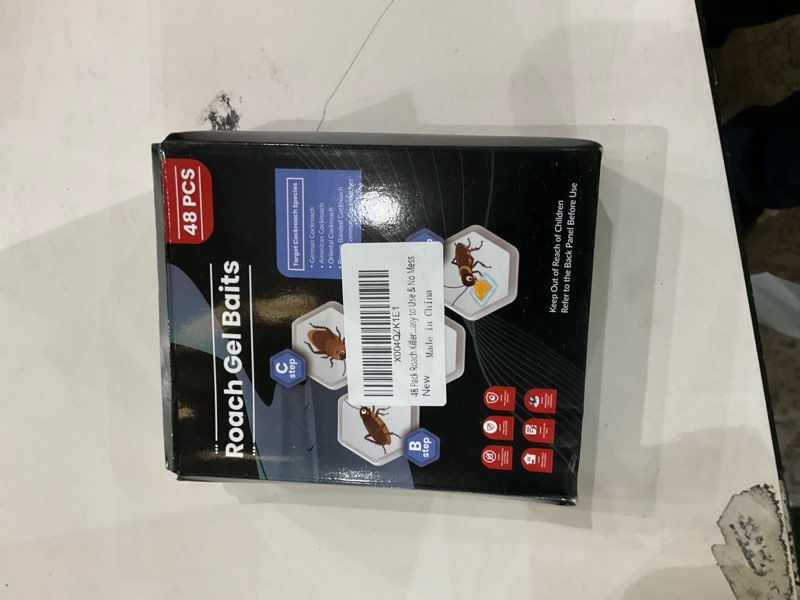 48 PCS
Roach Gel Baits
Target Cockroach Species
• German Cockroach
• American Cockroach
• Oriental Cockroach
Banded Cockroach
C
step
B
step
X004QZK1E1
48 Pack Roach Killer...asy to Use & No Mess
New
Made in China
Keep Out of Reach of Children
Refer to the Back Panel Before Use